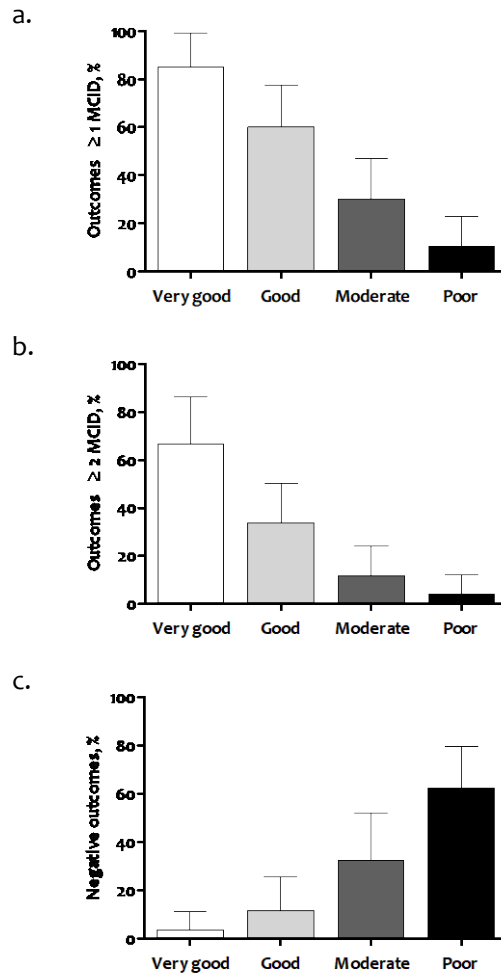 a.
Outcomes ≥ 1 MCID, %
100
80
60
40
20
0
Very good Good Moderate Poor
b.
Outcomes ≥ 2 MCID, %
100
80
60
40
20
0
Very good Good Moderate Poor
c.
Negative outcomes, %
100
80
60
40
20
0
Very good Good Moderate Poor